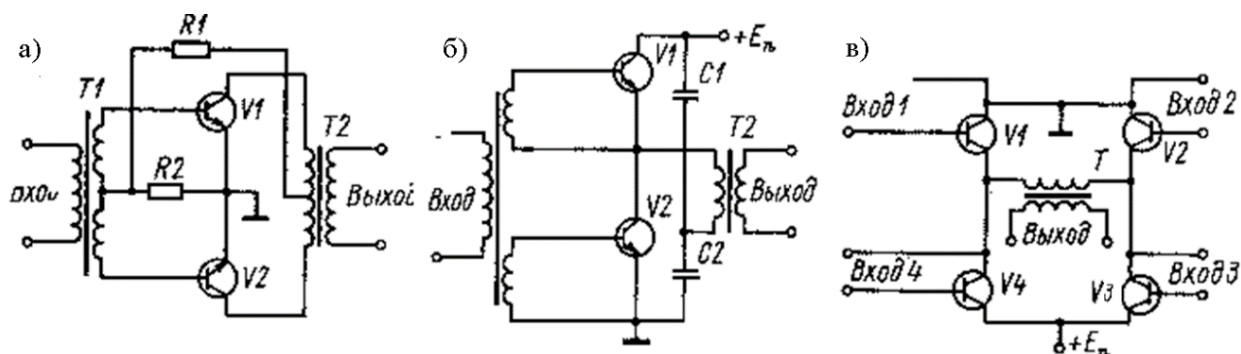 а)
R1
T1
V1
T2
R2
Выход
V2
б)
+Eп
V1
C1
T2
Вход
Выход
V2
C2
в)
Вход 1
Вход 2
V1
T
V2
Выход
Вход 4
Вход 3
V4
V3
+Eп